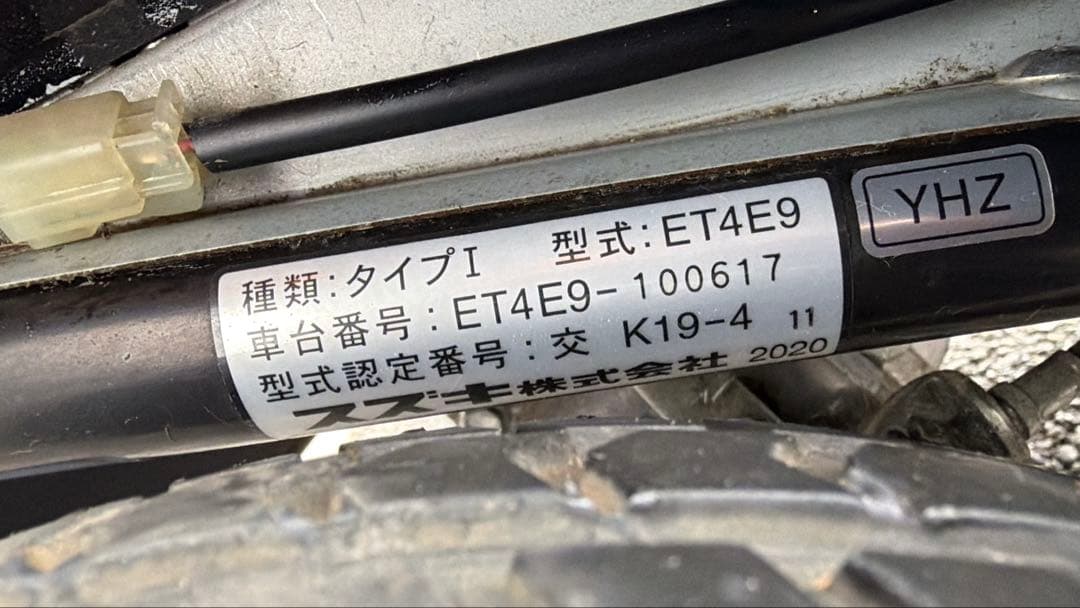 種類:タイプI 型式:ET4E9
車台番号:ET4E9-100617
型式認定番号:交 K19-4 11
スズキ株式会社 2020
YHZ